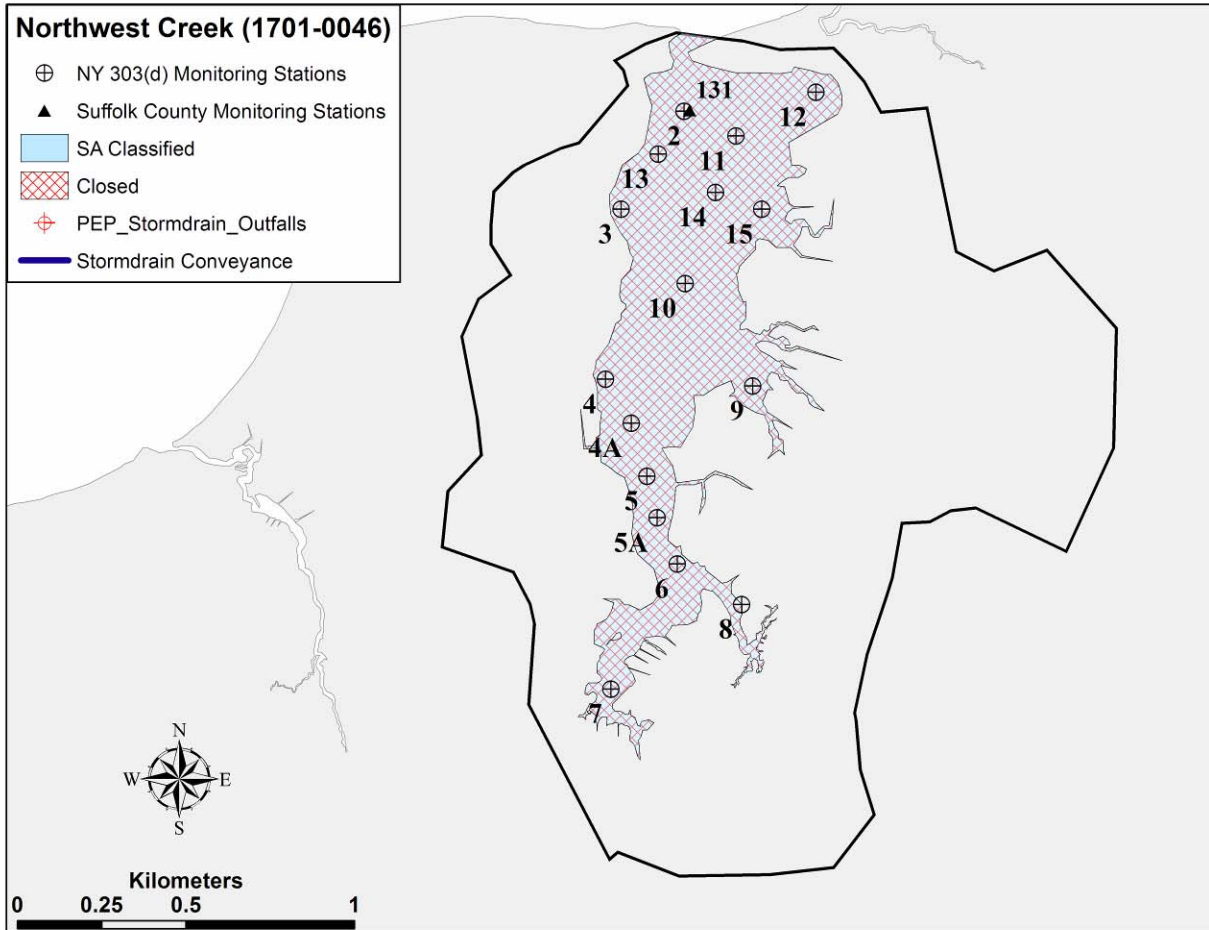 Northwest Creek (1701-0046)
NY 303(d) Monitoring Stations
Suffolk County Monitoring Stations
SA Classified
Closed
PEP_Stormdrain_Outfalls
Stormdrain Conveyance
131
12
2
11
13
14
15
3
10
4
9
4A
5
5A
6
8
7
N
W E
S
Kilometers
0 0.25 0.5 1